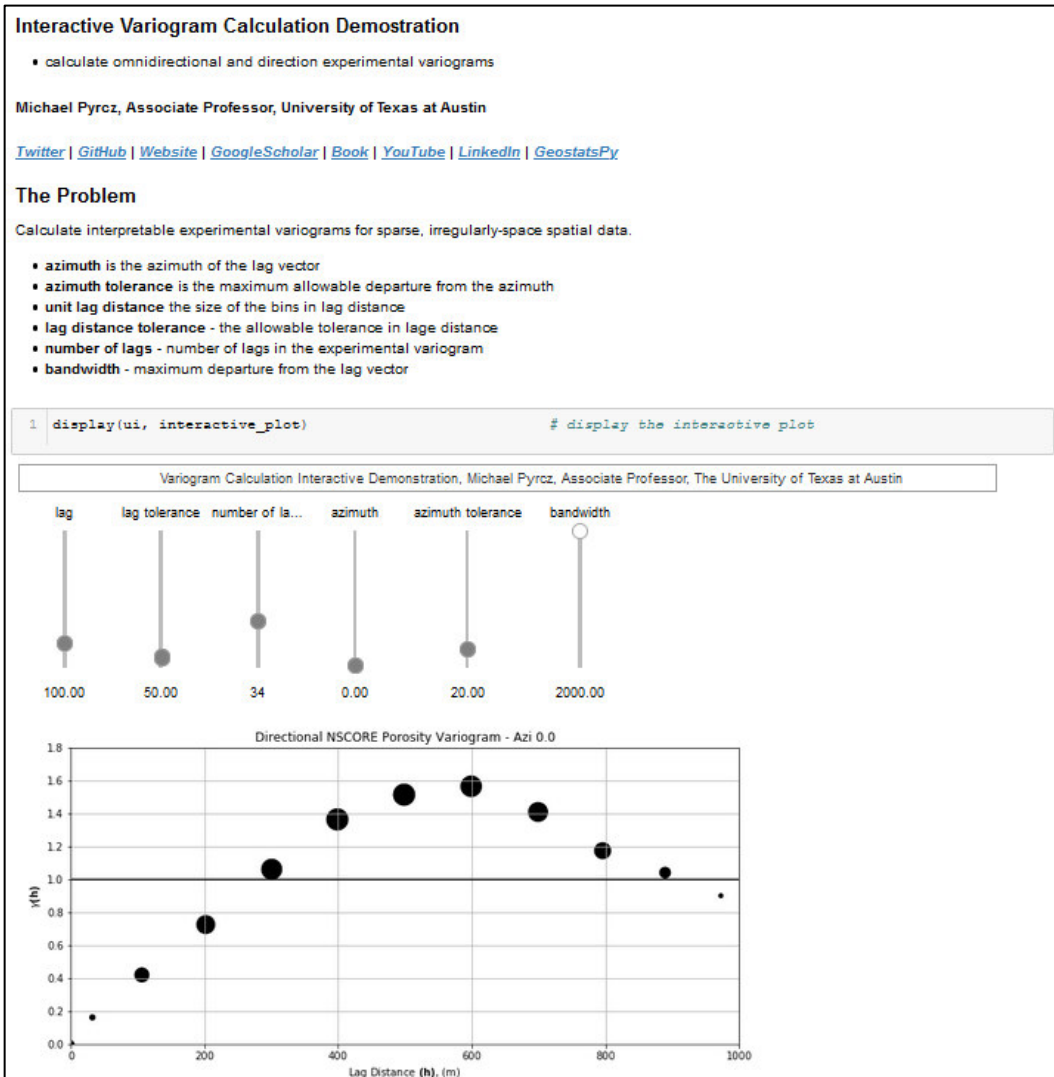 Interactive Variogram Calculation Demostration
• calculate omnidirectional and direction experimental variograms
Michael Pyrcz, Associate Professor, University of Texas at Austin
Twitter | GitHub | Website | GoogleScholar | Book | YouTube | LinkedIn | GeostatsPy
The Problem
Calculate interpretable experimental variograms for sparse, irregularly-space spatial data.
• azimuth is the azimuth of the lag vector
• azimuth tolerance is the maximum allowable departure from the azimuth
• unit lag distance the size of the bins in lag distance
• lag distance tolerance - the allowable tolerance in lage distance
• number of lags - number of lags in the experimental variogram
• bandwidth - maximum departure from the lag vector
1 display(ui, interactive_plot) # display the interactive plot
Variogram Calculation Interactive Demonstration, Michael Pyrcz, Associate Professor, The University of Texas at Austin
lag lag tolerance number of la... azimuth azimuth tolerance bandwidth
100.00 50.00 34 0.00 20.00 2000.00
Directional NSCORE Porosity Variogram - Azi 0.0
1.8
1.6
1.4
1.2
1.0
γ(h)
0.8
0.6
0.4
0.2
0.0
0 200 400 600 800 1000
Lag Distance (h), (m)